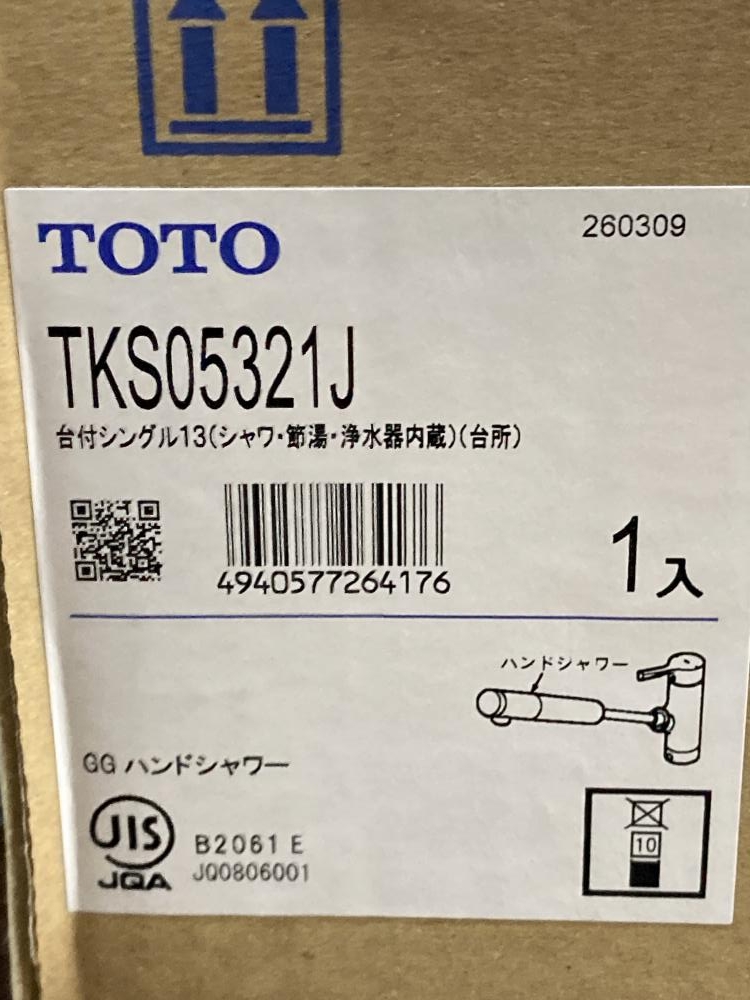 TOTO
260309
TKS05321J
台付シングル13(シャワ・節湯・浄水器内蔵)(台所)
4940577264176
1入
ハンドシャワー
GG ハンドシャワー
JIS
JQA
B2061 E
JQ0806001
10